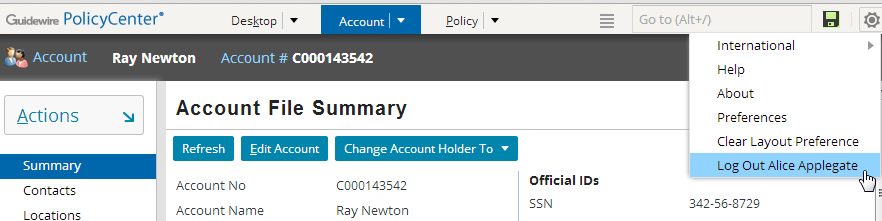 Guidewire PolicyCenter® Desktop Account Policy Go to (Alt+/)
International
Help
About
Preferences
Clear Layout Preference
Log Out Alice Applegate
Account Ray Newton Account # C000143542
Actions
Summary
Contacts
Locations
Account File Summary
Refresh Edit Account Change Account Holder To
Account No C000143542
Account Name Ray Newton
Official IDs
SSN 342-56-8729